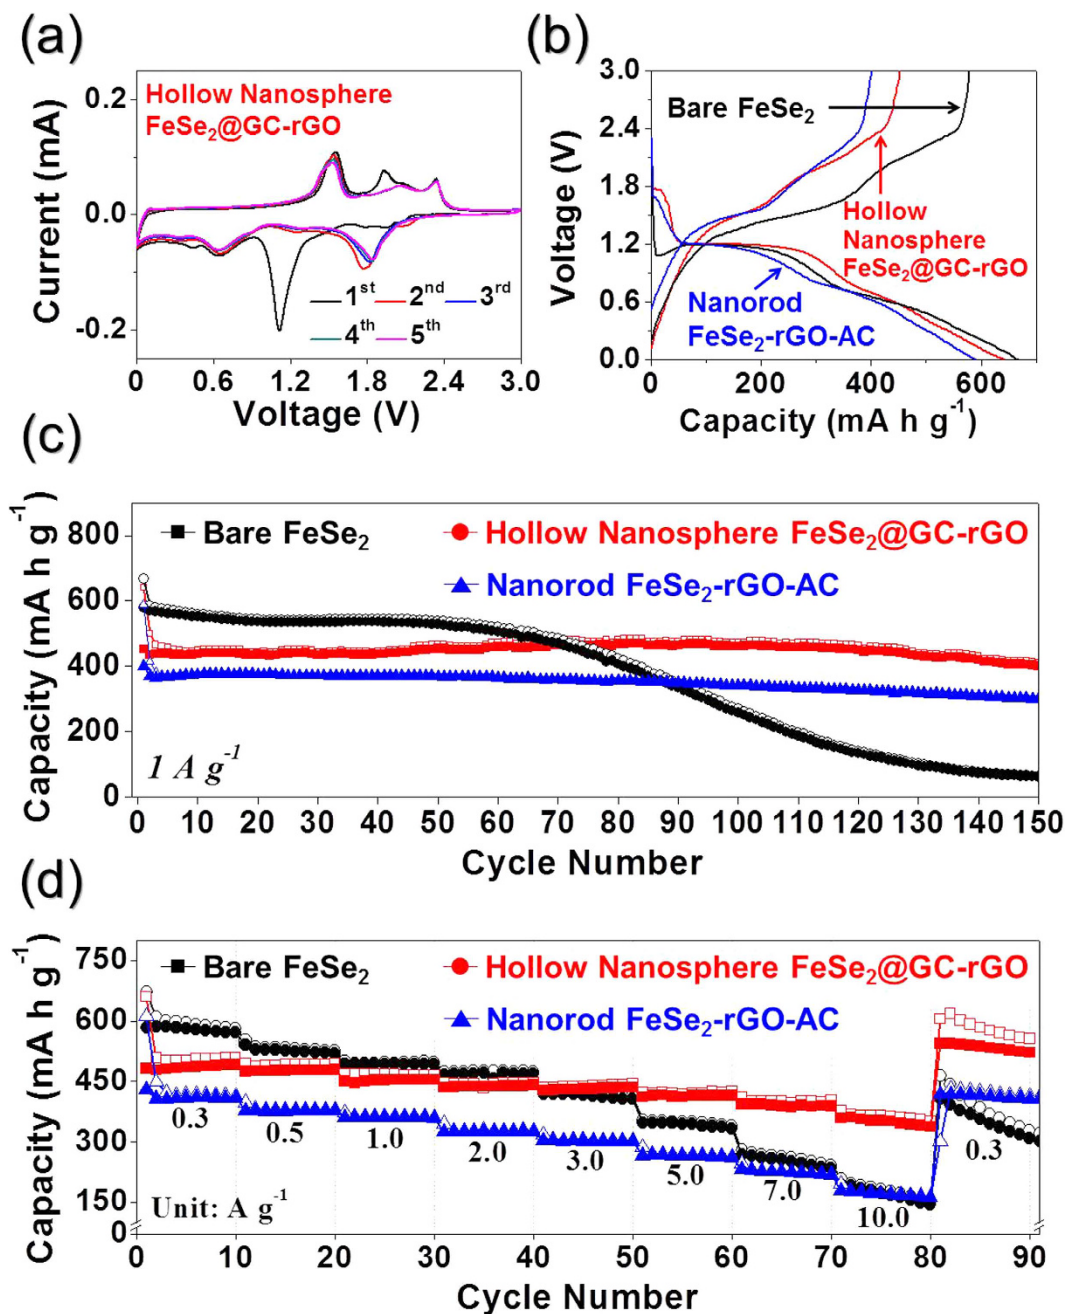 (a)
Hollow Nanosphere
FeSe₂@GC-rGO
Current (mA)
0.2
0.0
-0.2
1ˢᵗ 2ⁿᵈ 3ʳᵈ
4ᵗʰ 5ᵗʰ
0 0.6 1.2 1.8 2.4 3.0
Voltage (V)
(b)
Voltage (V)
3.0
2.4
1.8
1.2
0.6
0.0
Bare FeSe₂
Hollow
Nanosphere
FeSe₂@GC-rGO
Nanorod
FeSe₂-rGO-AC
0 200 400 600
Capacity (mA h g⁻¹)
(c)
Capacity (mA h g⁻¹)
800
600
400
200
0
Bare FeSe₂ Hollow Nanosphere FeSe₂@GC-rGO
Nanorod FeSe₂-rGO-AC
1 A g⁻¹
0 10 20 30 40 50 60 70 80 90 100 110 120 130 140 150
Cycle Number
(d)
Capacity (mA h g⁻¹)
750
600
450
300
150
0
Bare FeSe₂ Hollow Nanosphere FeSe₂@GC-rGO
Nanorod FeSe₂-rGO-AC
0.3 0.5 1.0 2.0 3.0 5.0 7.0 10.0 0.3
Unit: A g⁻¹
0 10 20 30 40 50 60 70 80 90
Cycle Number